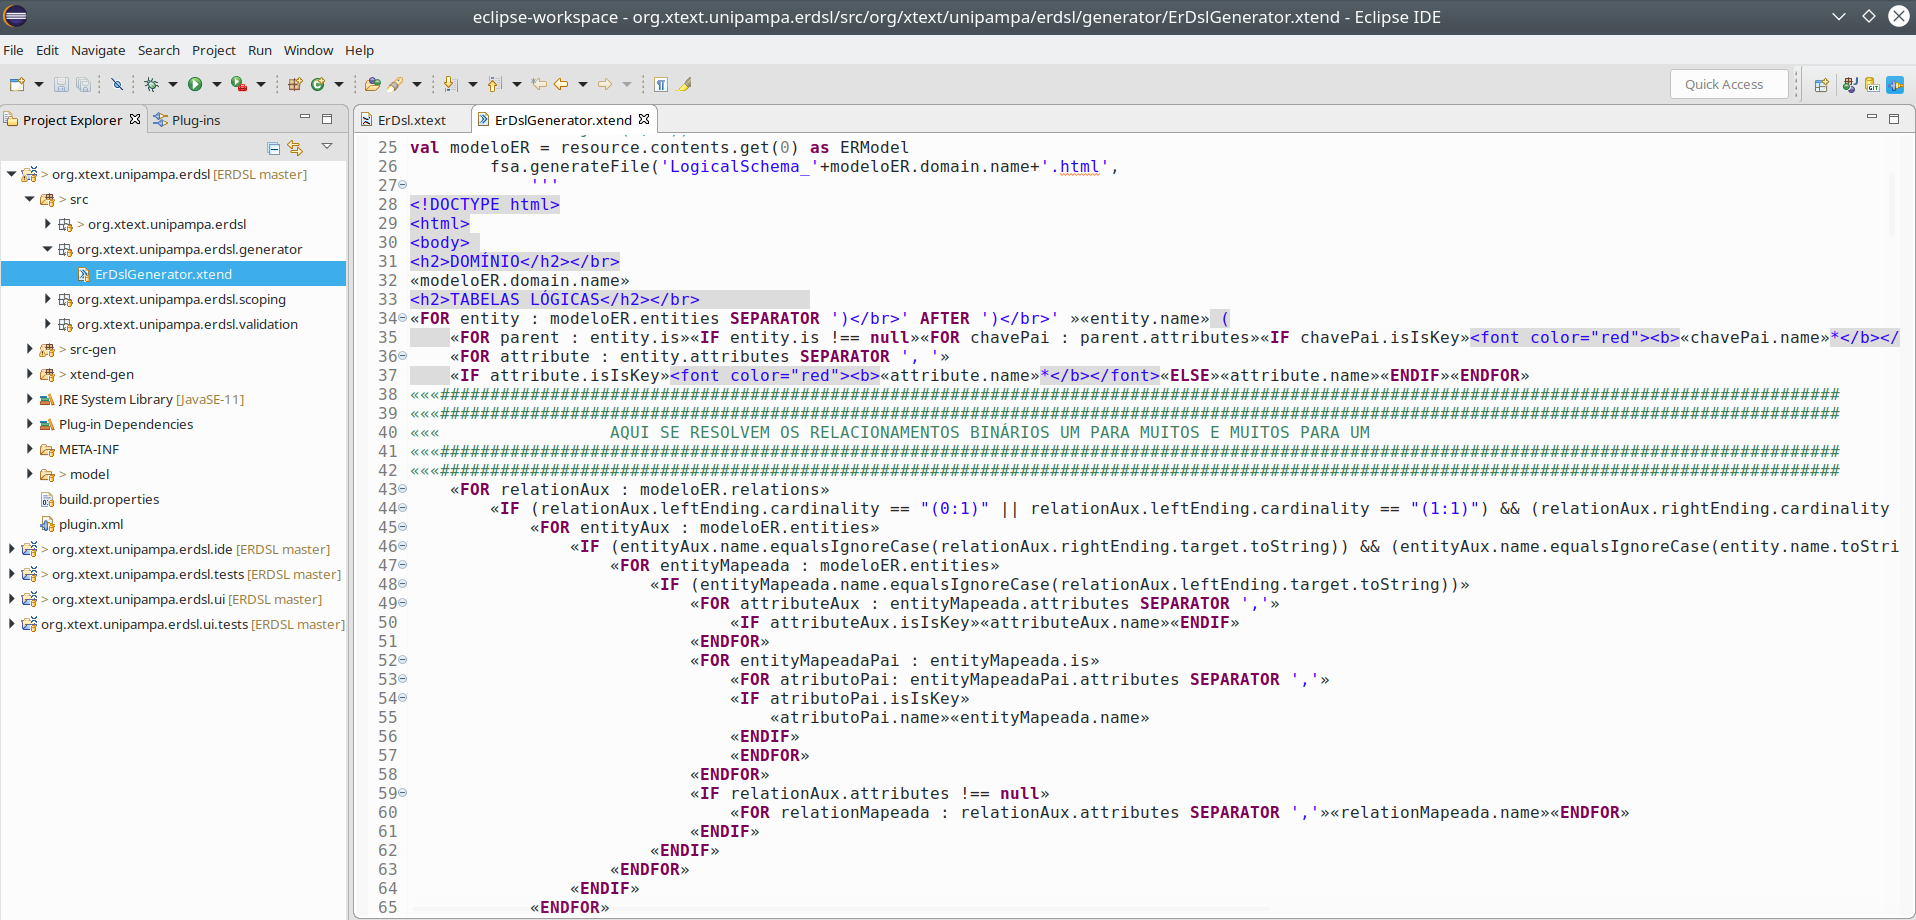 eclipse-workspace - org.xtext.unipampa.erdsl/src/org/xtext/unipampa/erdsl/generator/ErDslGenerator.xtend - Eclipse IDE
File Edit Navigate Search Project Run Window Help
Quick Access
Project Explorer
Plug-ins
> org.xtext.unipampa.erdsl [ERDSL master]
> src
> org.xtext.unipampa.erdsl
org.xtext.unipampa.erdsl.generator
ErDslGenerator.xtend
org.xtext.unipampa.erdsl.scoping
org.xtext.unipampa.erdsl.validation
> src-gen
> xtend-gen
JRE System Library [JavaSE-11]
Plug-in Dependencies
META-INF
> model
build.properties
plugin.xml
> org.xtext.unipampa.erdsl.ide [ERDSL master]
> org.xtext.unipampa.erdsl.tests [ERDSL master]
> org.xtext.unipampa.erdsl.ui [ERDSL master]
org.xtext.unipampa.erdsl.ui.tests [ERDSL master]
ErDsl.xtext
ErDslGenerator.xtend
25 val modeloER = resource.contents.get(0) as ERModel
26 fsa.generateFile('LogicalSchema_'+modeloER.domain.name+'.html',
27 '''
28 <!DOCTYPE html>
29 <html>
30 <body>
31 <h2>DOMÍNIO</h2></br>
32 «modeloER.domain.name»
33 <h2>TABELAS LÓGICAS</h2></br>
34 «FOR entity : modeloER.entities SEPARATOR ')</br>' AFTER ')</br>' »«entity.name» (
35 «FOR parent : entity.is»«IF entity.is !== null»«FOR chavePai : parent.attributes»«IF chavePai.isIsKey»<font color="red"><b>«chavePai.name»*</b></
36 «FOR attribute : entity.attributes SEPARATOR ', '»
37 «IF attribute.isIsKey»<font color="red"><b>«attribute.name»*</b></font>«ELSE»«attribute.name»«ENDIF»«ENDFOR»
38 «««############################################################################################################################################
39 «««############################################################################################################################################
40 ««« AQUI SE RESOLVEM OS RELACIONAMENTOS BINÁRIOS UM PARA MUITOS E MUITOS PARA UM
41 «««############################################################################################################################################
42 «««############################################################################################################################################
43 «FOR relationAux : modeloER.relations»
44 «IF (relationAux.leftEnding.cardinality == "(0:1)" || relationAux.leftEnding.cardinality == "(1:1)") && (relationAux.rightEnding.cardinality
45 «FOR entityAux : modeloER.entities»
46 «IF (entityAux.name.equalsIgnoreCase(relationAux.rightEnding.target.toString)) && (entityAux.name.equalsIgnoreCase(entity.name.toStri
47 «FOR entityMapeada : modeloER.entities»
48 «IF (entityMapeada.name.equalsIgnoreCase(relationAux.leftEnding.target.toString))»
49 «FOR attributeAux : entityMapeada.attributes SEPARATOR ','»
50 «IF attributeAux.isIsKey»«attributeAux.name»«ENDIF»
51 «ENDFOR»
52 «FOR entityMapeadaPai : entityMapeada.is»
53 «FOR atributoPai: entityMapeadaPai.attributes SEPARATOR ','»
54 «IF atributoPai.isIsKey»
55 «atributoPai.name»«entityMapeada.name»
56 «ENDIF»
57 «ENDFOR»
58 «ENDFOR»
59 «IF relationAux.attributes !== null»
60 «FOR relationMapeada : relationAux.attributes SEPARATOR ','»«relationMapeada.name»«ENDFOR»
61 «ENDIF»
62 «ENDIF»
63 «ENDFOR»
64 «ENDIF»
65 «ENDFOR»